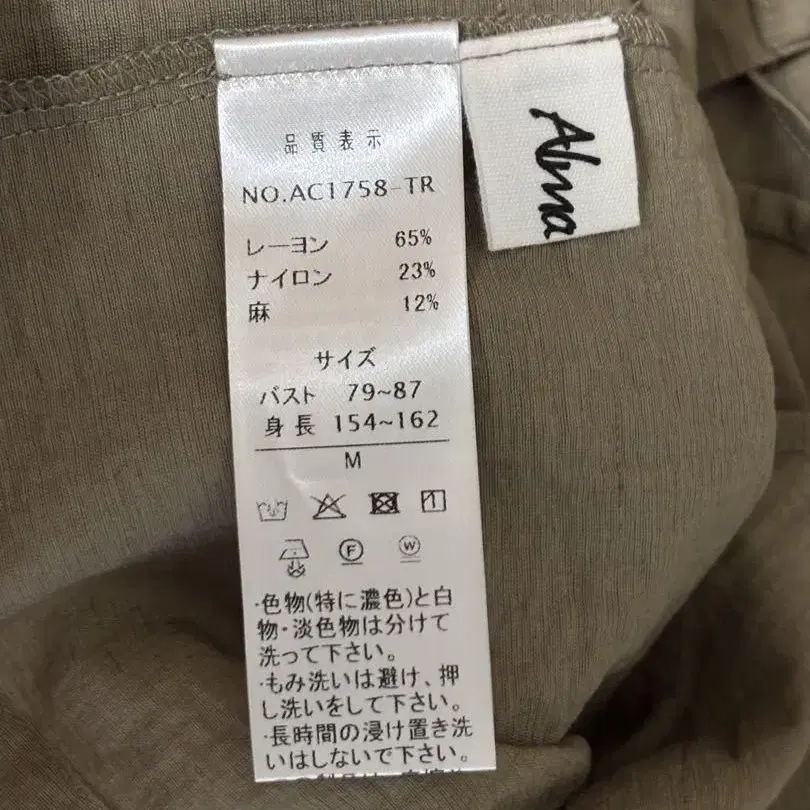 品質表示
NO.AC1758-TR
レーヨン 65%
ナイロン 23%
麻 12%
サイズ
バスト 79~87
身長 154~162
M
F W
·色物(特に濃色)と白
物·淡色物は分けて
洗って下さい。
·もみ洗いは避け、押
し洗いをして下さい。
·長時間の浸け置き洗
いはしないで下さい。
Alma